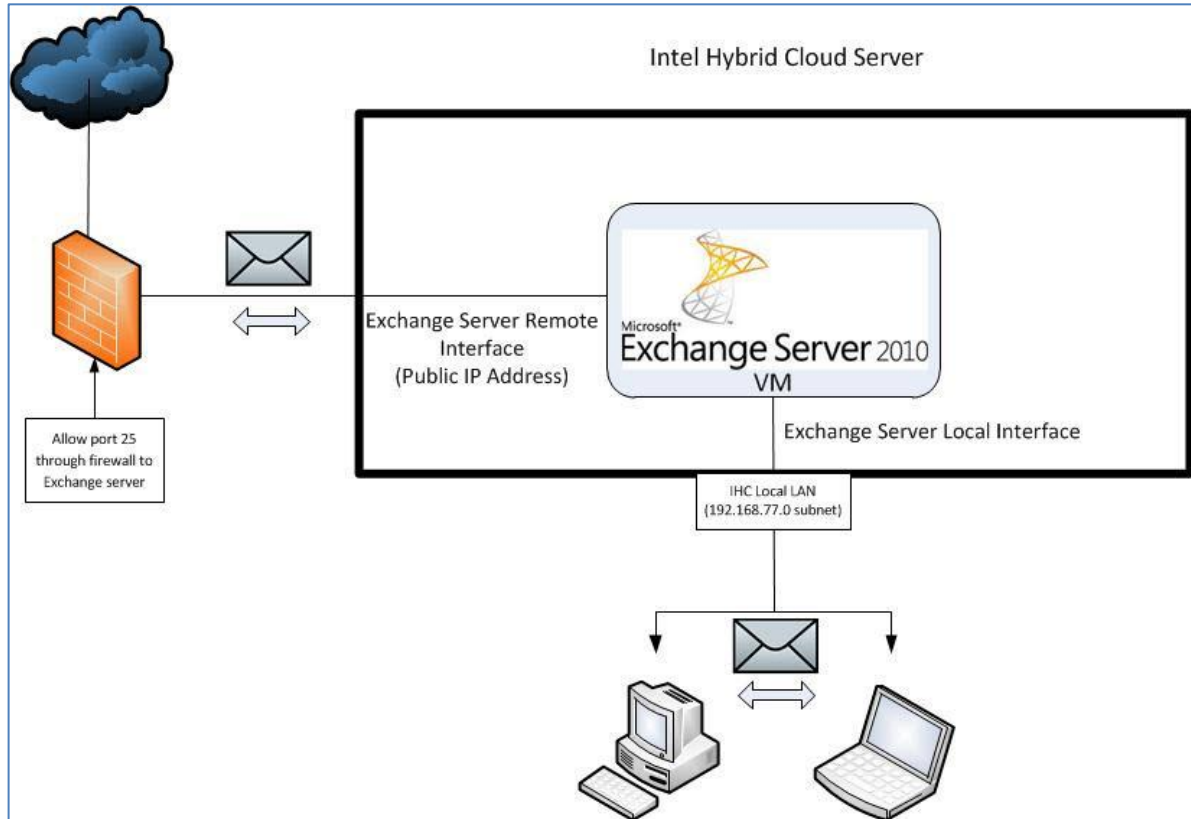 Intel Hybrid Cloud Server
Exchange Server Remote
Interface
(Public IP Address)
Microsoft®
Exchange Server 2010
VM
Allow port 25
through firewall to
Exchange server
Exchange Server Local Interface
IHC Local LAN
(192.168.77.0 subnet)